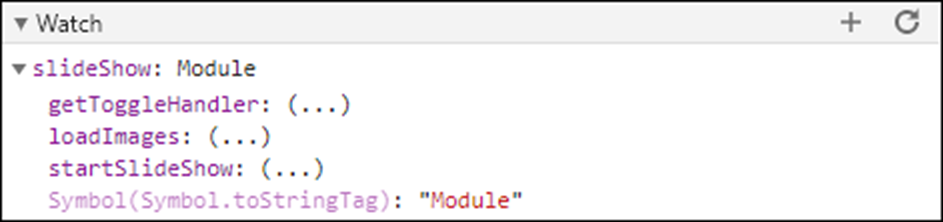 Watch
slideShow: Module
getToggleHandler: (...)
loadImages: (...)
startSlideShow: (...)
Symbol(Symbol.toStringTag): "Module"